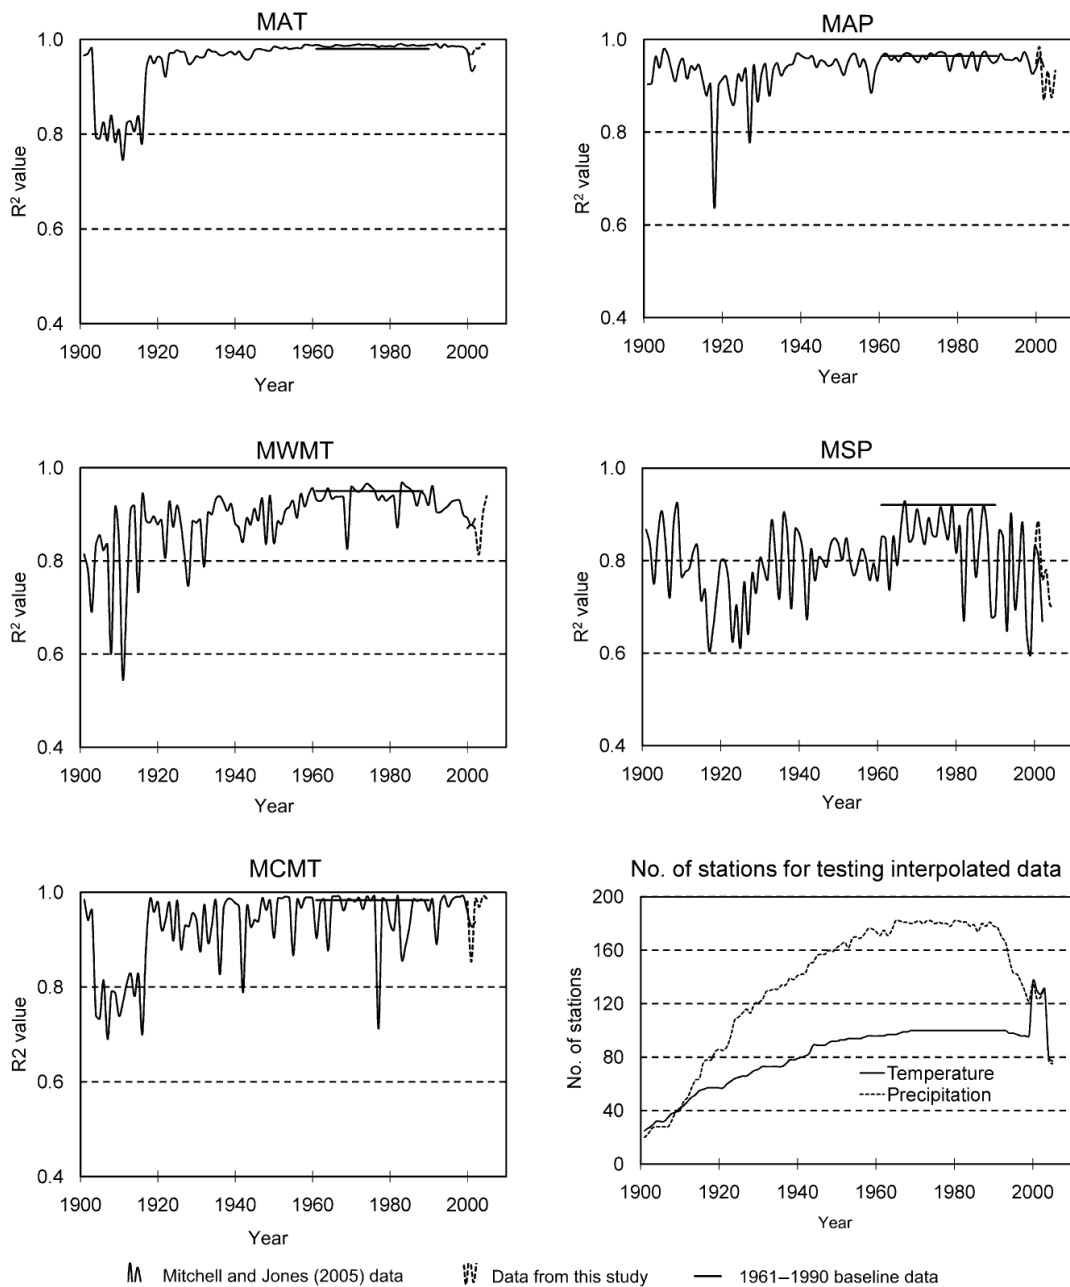 MAT
1.0
0.8
0.6
0.4
R² value
1900 1920 1940 1960 1980 2000
Year
MAP
1.0
0.8
0.6
0.4
R² value
1900 1920 1940 1960 1980 2000
Year
MWMT
1.0
0.8
0.6
0.4
R² value
1900 1920 1940 1960 1980 2000
Year
MSP
1.0
0.8
0.6
0.4
R² value
1900 1920 1940 1960 1980 2000
Year
MCMT
1.0
0.8
0.6
0.4
R2 value
1900 1920 1940 1960 1980 2000
Year
No. of stations for testing interpolated data
200
160
120
80
40
0
No. of stations
Temperature
Precipitation
1900 1920 1940 1960 1980 2000
Year
Mitchell and Jones (2005) data Data from this study 1961–1990 baseline data